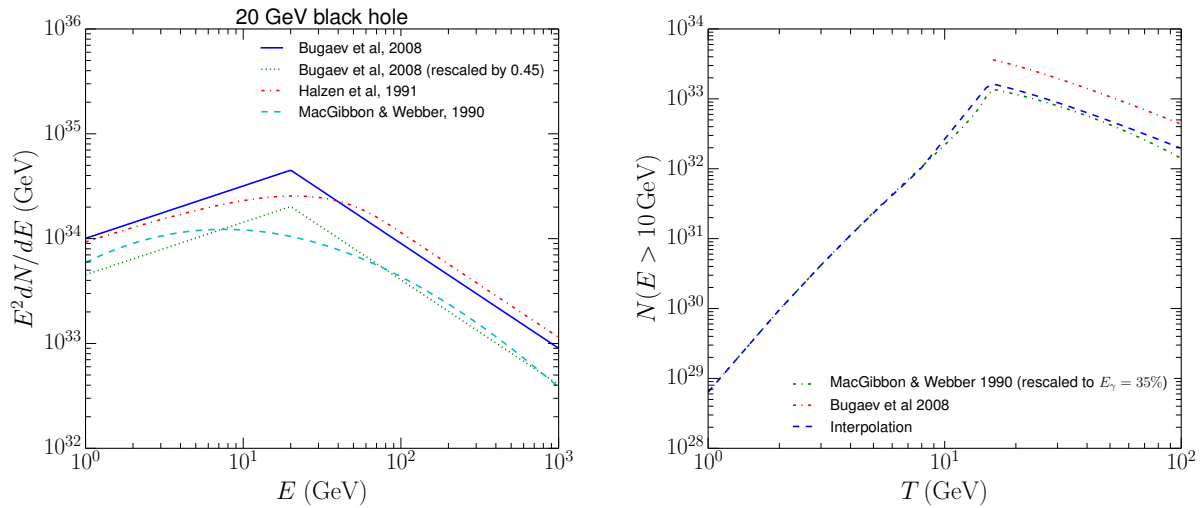 20 GeV black hole
10^36
10^35
10^34
10^33
10^32
E^2 dN/dE (GeV)
Bugaev et al, 2008
Bugaev et al, 2008 (rescaled by 0.45)
Halzen et al, 1991
MacGibbon & Webber, 1990
10^0 10^1 10^2 10^3
E (GeV)
10^34
10^33
10^32
10^31
10^30
10^29
10^28
N(E > 10 GeV)
MacGibbon & Webber 1990 (rescaled to E_γ = 35%)
Bugaev et al 2008
Interpolation
10^0 10^1 10^2
T (GeV)